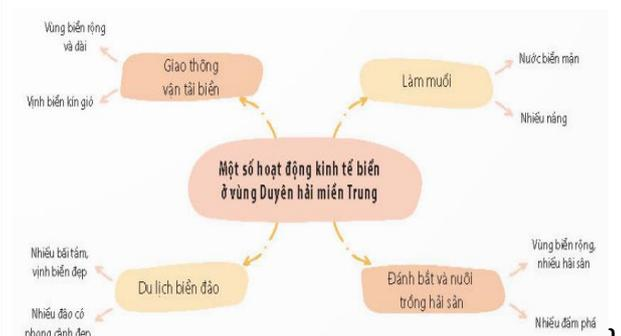 Vùng biển rộng
và dài
Giao thông
vận tải biển
Vịnh biển kín gió
Làm muối
Nước biển mặn
Nhiều nắng
Một số hoạt động kinh tế biển
ở vùng Duyên hải miền Trung
Nhiều bãi tắm,
vịnh biển đẹp
Du lịch biển đảo
Nhiều đảo có
phong cảnh đẹp
Đánh bắt và nuôi
trồng hải sản
Vùng biển rộng,
nhiều hải sản
Nhiều đầm phá